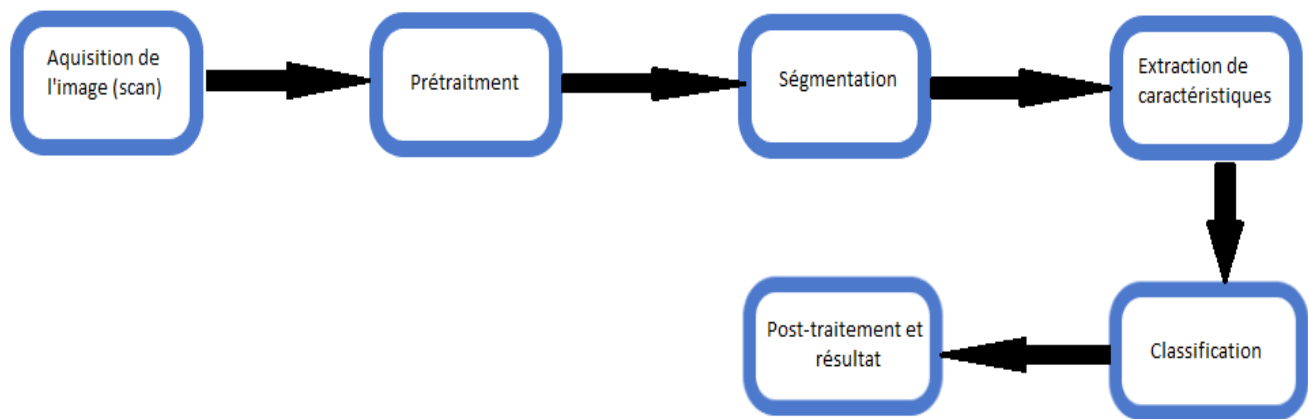 Aquisition de
l'image (scan)
Prétraitment
Ségmentation
Extraction de
caractéristiques
Classification
Post-traitement et
résultat